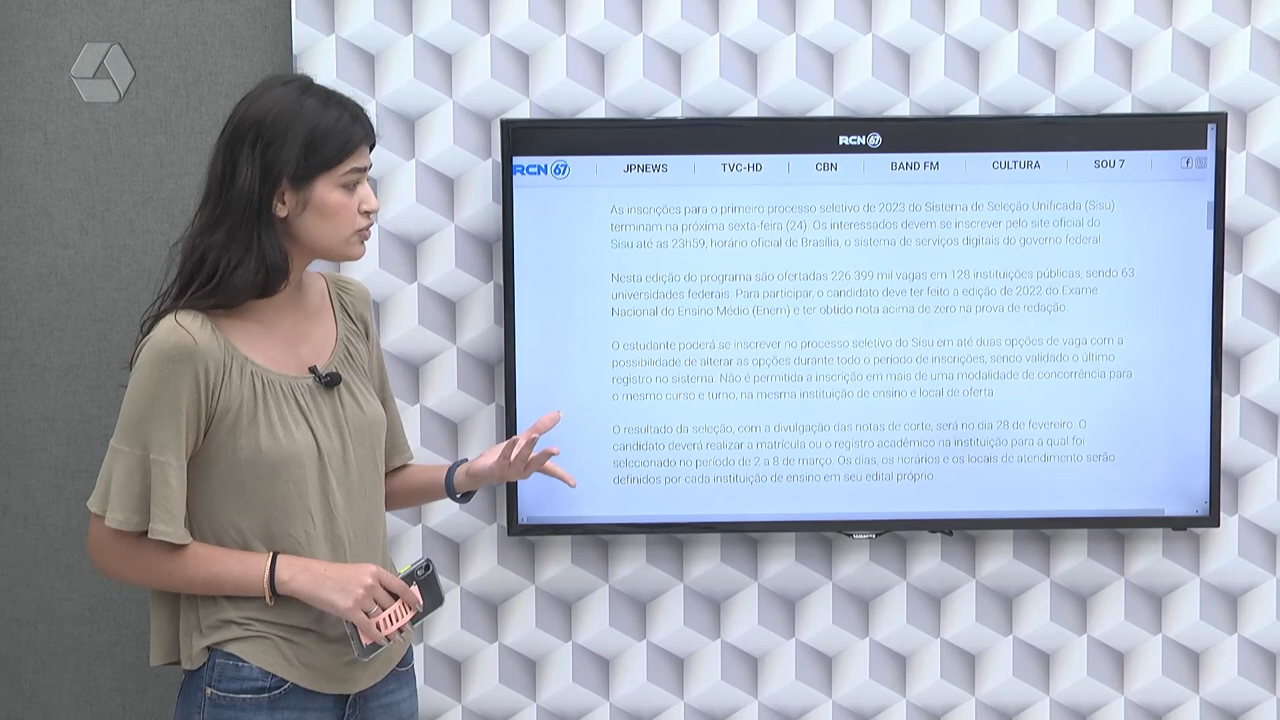 RCN 67
RCN 67 JPNEWS TVC-HD CBN BAND FM CULTURA SOU 7
As inscrições para o primeiro processo seletivo de 2023 do Sistema de Seleção Unificada (Sisu)
terminam na próxima sexta-feira (24). Os interessados devem se inscrever pelo site oficial do
Sisu até as 23h59, horário oficial de Brasília, o sistema de serviços digitais do governo federal.
Nesta edição do programa são ofertadas 226.399 mil vagas em 128 instituições públicas, sendo 63
universidades federais. Para participar, o candidato deve ter feito a edição de 2022 do Exame
Nacional do Ensino Médio (Enem) e ter obtido nota acima de zero na prova de redação.
O estudante poderá se inscrever no processo seletivo do Sisu em até duas opções de vaga com a
possibilidade de alterar as opções durante todo o período de inscrições, sendo validado o último
registro no sistema. Não é permitida a inscrição em mais de uma modalidade de concorrência para
o mesmo curso e turno, na mesma instituição de ensino e local de oferta.
O resultado da seleção, com a divulgação das notas de corte, será no dia 28 de fevereiro. O
candidato deverá realizar a matrícula ou o registro acadêmico na instituição para a qual foi
selecionado no período de 2 a 8 de março. Os dias, os horários e os locais de atendimento serão
definidos por cada instituição de ensino em seu edital próprio.